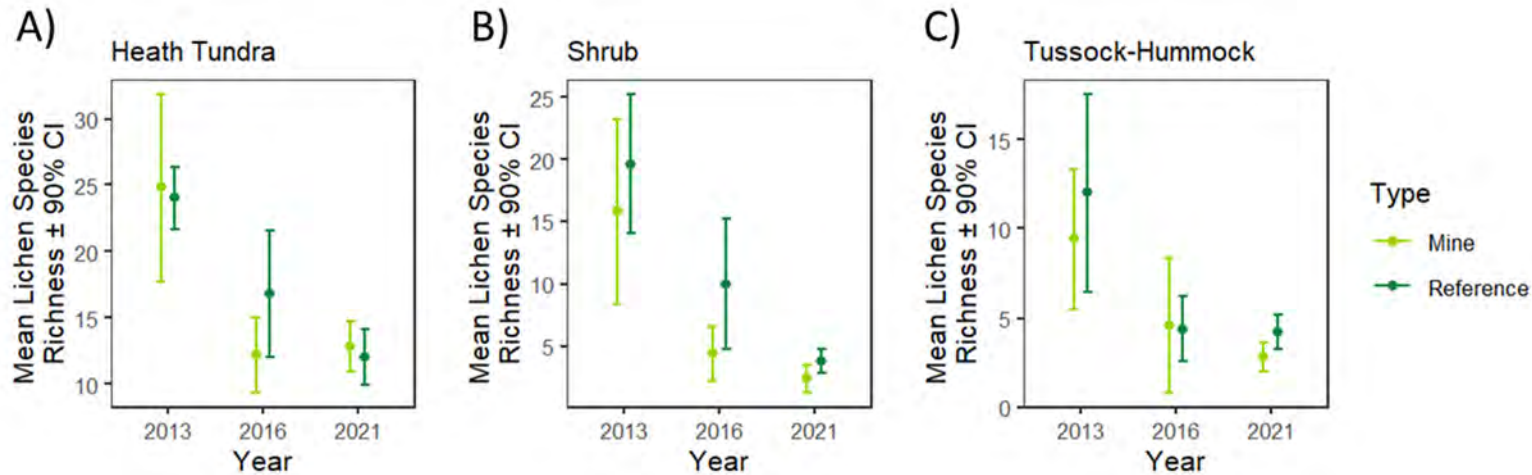 A)
Heath Tundra
Mean Lichen Species
Richness ± 90% CI
30
25
20
15
10
2013 2016 2021
Year
B)
Shrub
Mean Lichen Species
Richness ± 90% CI
25
20
15
10
5
2013 2016 2021
Year
C)
Tussock-Hummock
Mean Lichen Species
Richness ± 90% CI
15
10
5
0
2013 2016 2021
Year
Type
Mine
Reference